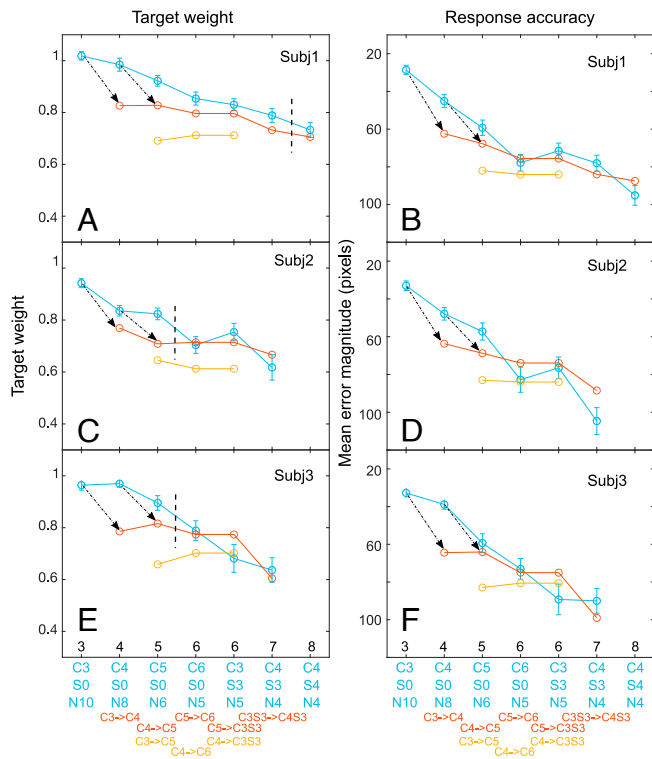 Target weight
Response accuracy
1
0.8
0.6
0.4
Subj1
A
20
60
100
Subj1
B
1
0.8
0.6
0.4
Subj2
C
20
60
100
Subj2
D
1
0.8
0.6
0.4
Subj3
E
20
60
100
Subj3
F
Target weight
Mean error magnitude (pixels)
3 4 5 6 6 7 8
C3 C4 C5 C6 C3 C4 C4
S0 S0 S0 S0 S3 S3 S4
N10 N8 N6 N5 N5 N4 N4
C3->C4 C5->C6 C3S3->C4S3
C4->C5 C5->C3S3
C3->C5 C4->C3S3
C4->C6
3 4 5 6 6 7 8
C3 C4 C5 C6 C3 C4 C4
S0 S0 S0 S0 S3 S3 S4
N10 N8 N6 N5 N5 N4 N4
C3->C4 C5->C6 C3S3->C4S3
C4->C5 C5->C3S3
C3->C5 C4->C3S3
C4->C6